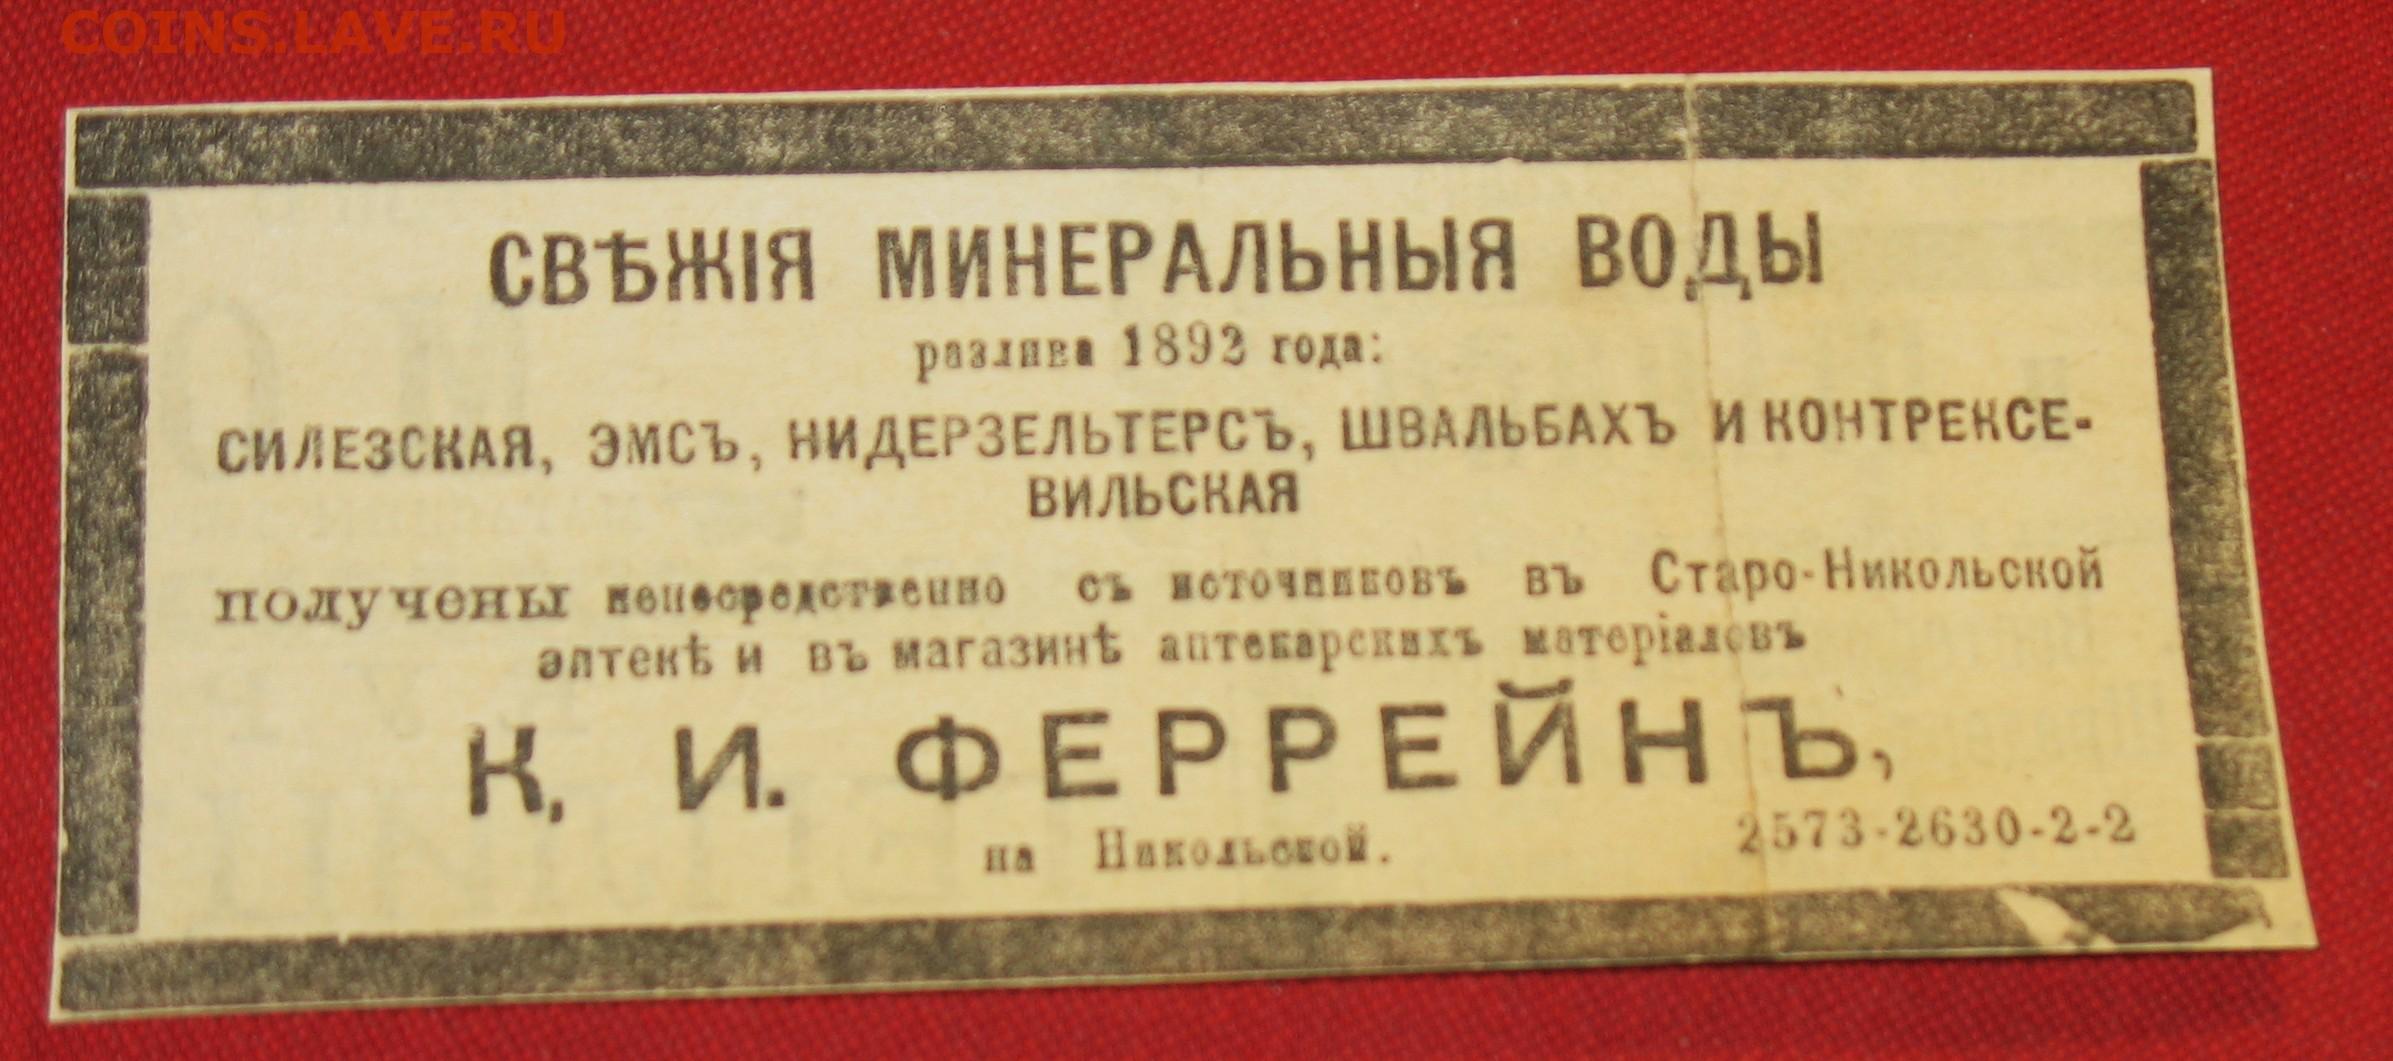 COINS.LAVE.RU
СВѢЖІЯ МИНЕРАЛЬНЫЯ ВОДЫ
разлива 1892 года:
СИЛЕЗСКАЯ, ЭМСЪ, НИДЕРЗЕЛЬТЕРСЪ, ШВАЛЬБАХЪ И КОНТРЕКСЕ-
ВИЛЬСКАЯ
получены непосредственно съ источниковъ въ Старо-Никольской
аптекѣ и въ магазинѣ аптекарскихъ матеріаловъ
К. И. ФЕРРЕЙНЪ,
на Никольской.
2573-2630-2-2